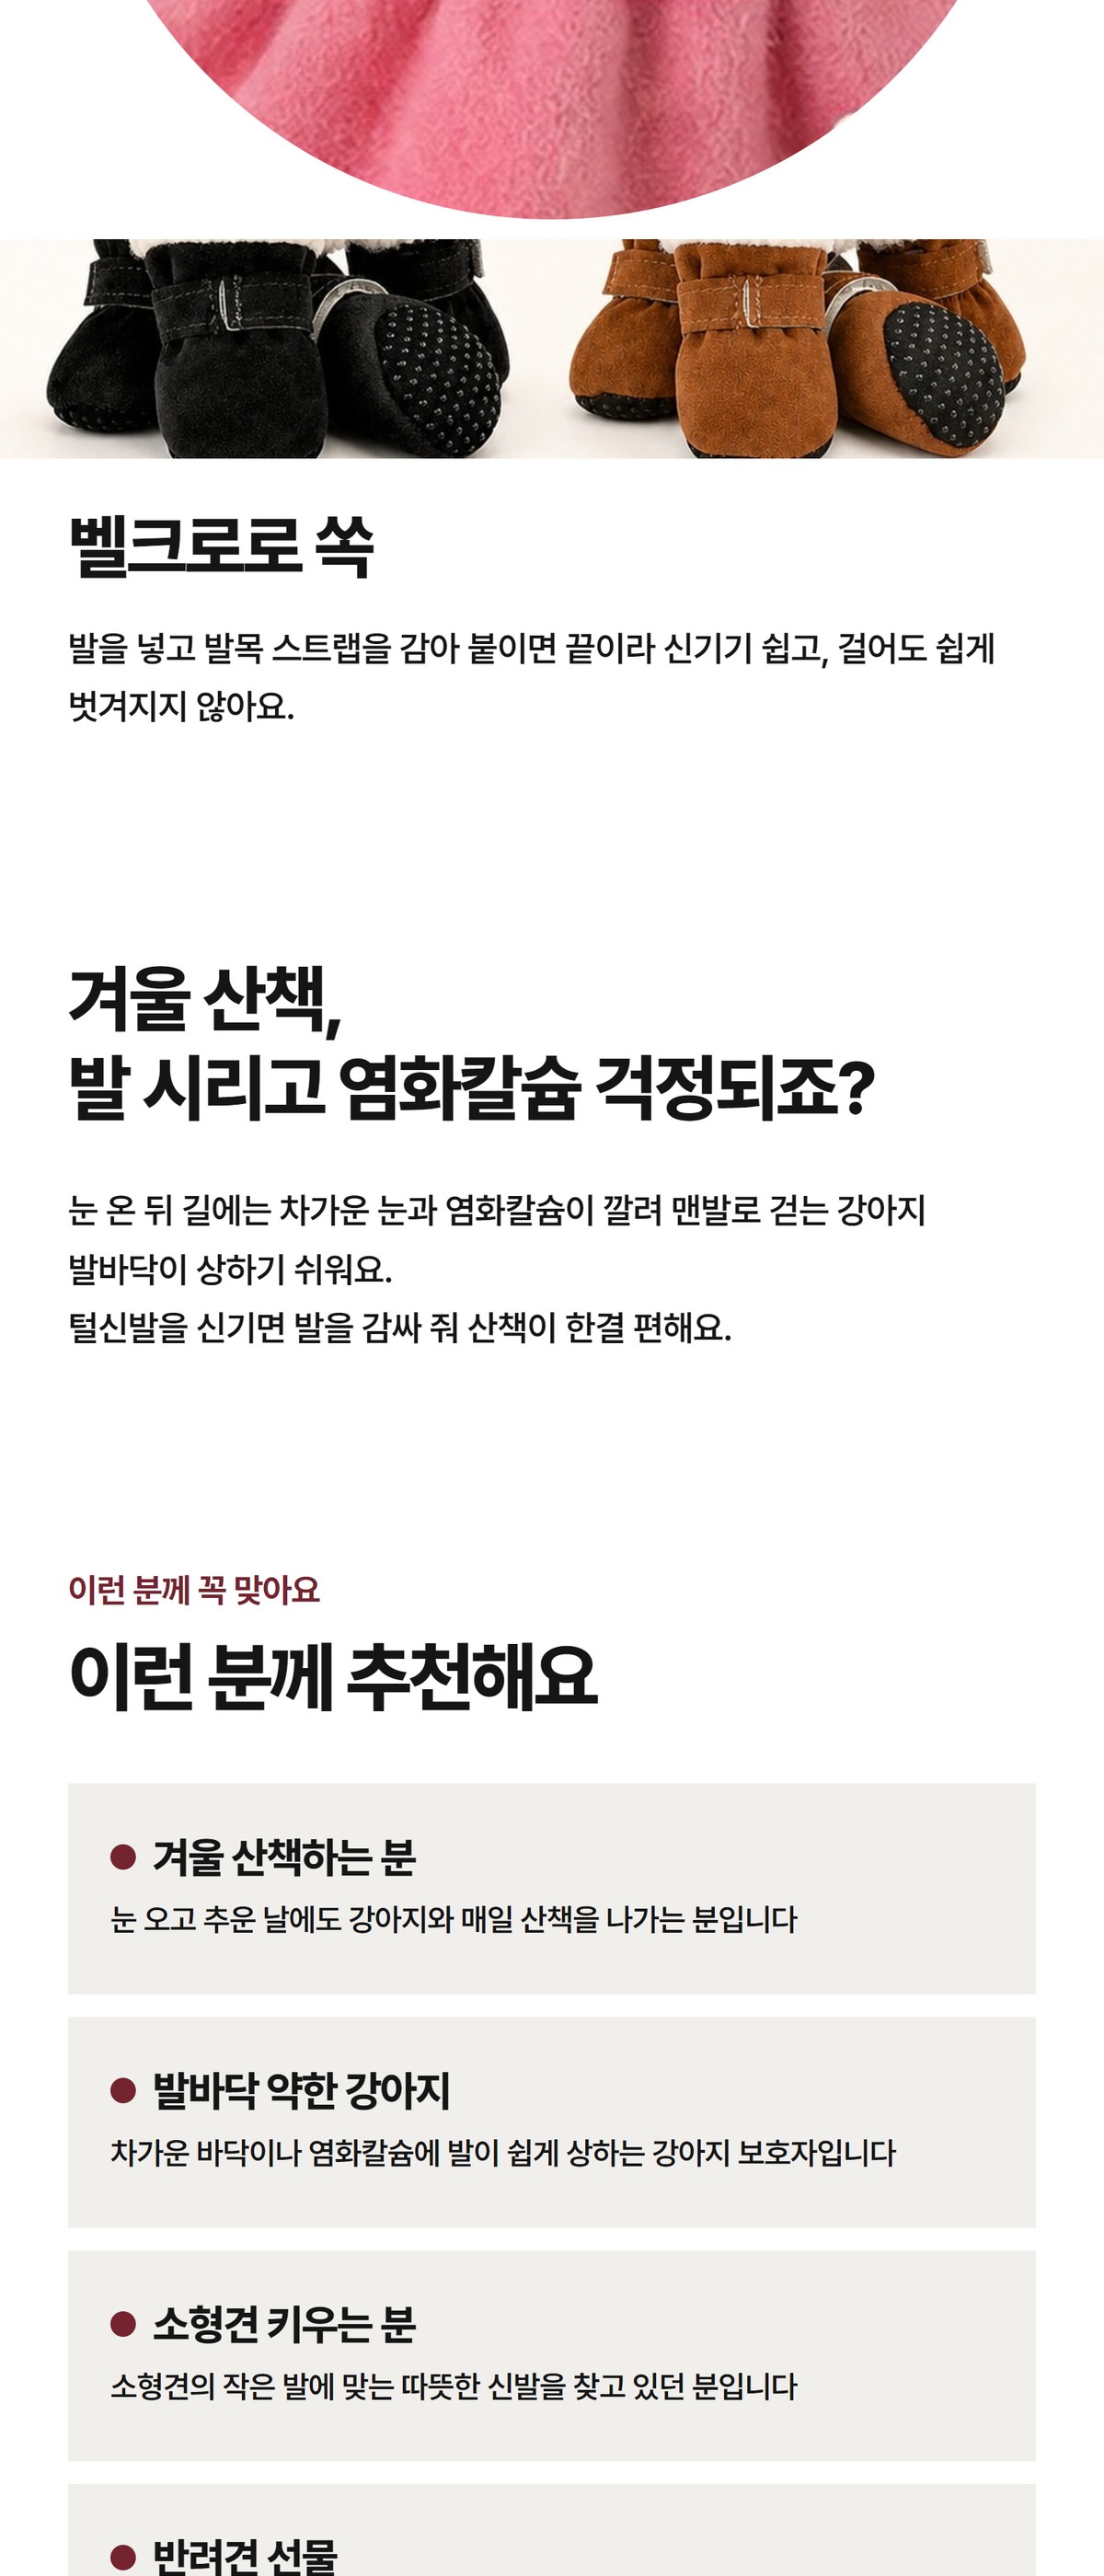 벨크로로 쏙
발을 넣고 발목 스트랩을 감아 붙이면 끝이라 신기기 쉽고, 걸어도 쉽게
벗겨지지 않아요.
겨울 산책,
발 시리고 염화칼슘 걱정되죠?
눈 온 뒤 길에는 차가운 눈과 염화칼슘이 깔려 맨발로 걷는 강아지
발바닥이 상하기 쉬워요.
털신발을 신기면 발을 감싸 줘 산책이 한결 편해요.
이런 분께 꼭 맞아요
이런 분께 추천해요
겨울 산책하는 분
눈 오고 추운 날에도 강아지와 매일 산책을 나가는 분입니다
발바닥 약한 강아지
차가운 바닥이나 염화칼슘에 발이 쉽게 상하는 강아지 보호자입니다
소형견 키우는 분
소형견의 작은 발에 맞는 따뜻한 신발을 찾고 있던 분입니다
반려견 선물